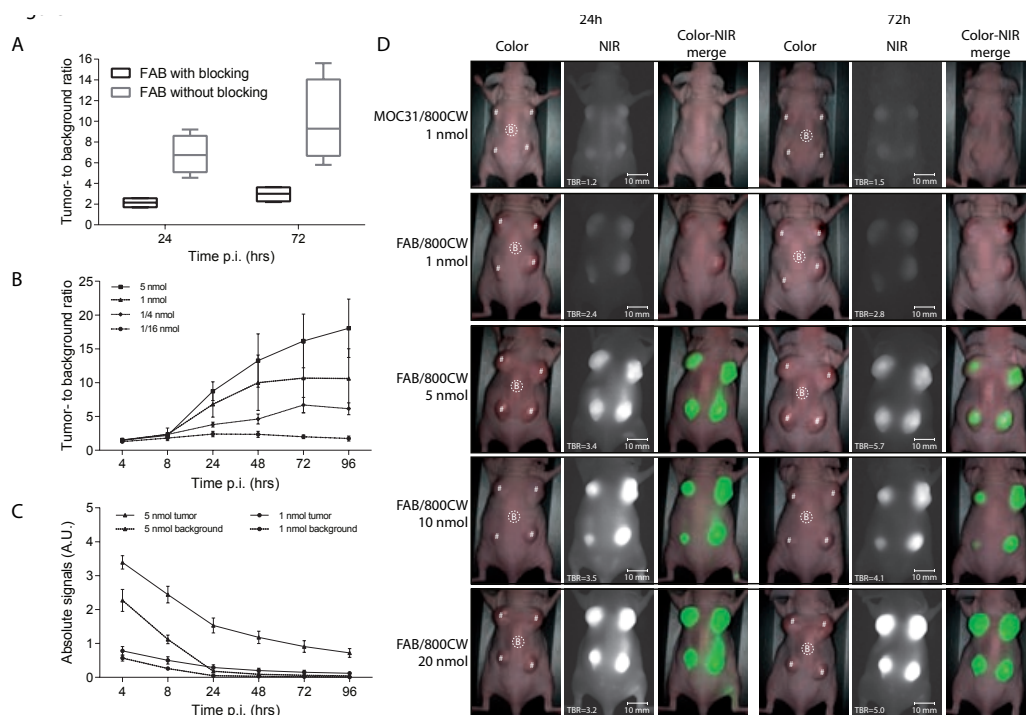 A
Tumor- to background ratio
16
14
12
10
8
6
4
2
0
FAB with blocking
FAB without blocking
24
72
Time p.i. (hrs)
B
Tumor- to background ratio
25
20
15
10
5
0
5 nmol
1 nmol
1/4 nmol
1/16 nmol
4 8 24 48 72 96
Time p.i. (hrs)
C
Absolute signals (A.U.)
5
4
3
2
1
0
5 nmol tumor
5 nmol background
1 nmol tumor
1 nmol background
4 8 24 48 72 96
Time p.i. (hrs)
D
24h 72h
Color NIR Color-NIR merge Color NIR Color-NIR merge
MOC31/800CW
1 nmol
# # B # #
TBR=1.2 10 mm
# # B # #
TBR=1.5 10 mm
FAB/800CW
1 nmol
# # B #
TBR=2.4 10 mm
# # B #
TBR=2.8 10 mm
FAB/800CW
5 nmol
# # B # #
TBR=3.4 10 mm
# # B # #
TBR=5.7 10 mm
FAB/800CW
10 nmol
# # B # #
TBR=3.5 10 mm
# # B # #
TBR=4.1 10 mm
FAB/800CW
20 nmol
# # B # #
TBR=3.2 10 mm
# # B # #
TBR=5.0 10 mm